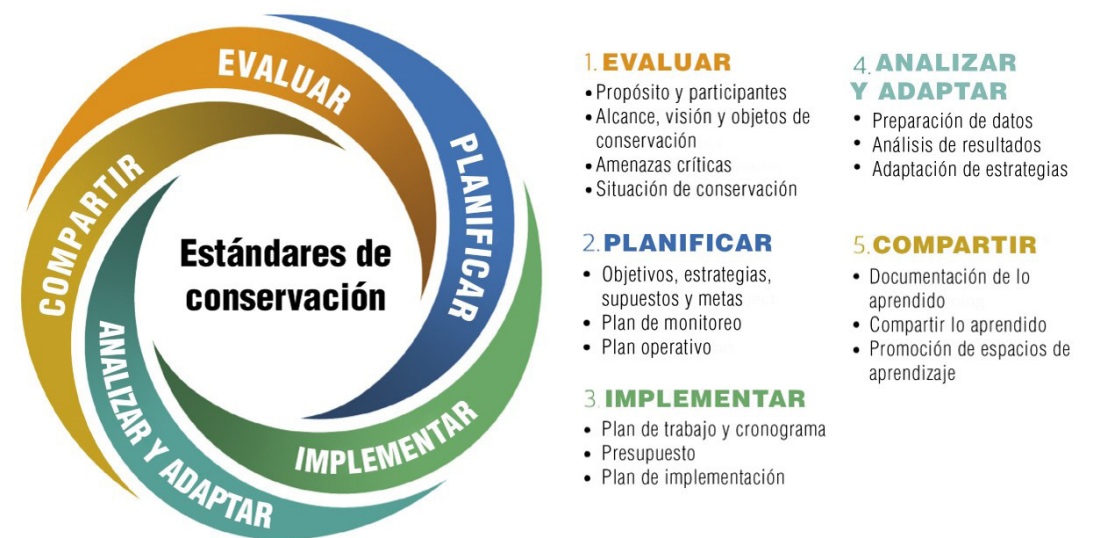 EVALUAR
PLANIFICAR
IMPLEMENTAR
ANALIZAR Y ADAPTAR
COMPARTIR
Estándares de
conservación
1. EVALUAR
• Propósito y participantes
• Alcance, visión y objetos de
conservación
• Amenazas críticas
• Situación de conservación
2. PLANIFICAR
• Objetivos, estrategias,
supuestos y metas
• Plan de monitoreo
• Plan operativo
3. IMPLEMENTAR
• Plan de trabajo y cronograma
• Presupuesto
• Plan de implementación
4. ANALIZAR
Y ADAPTAR
• Preparación de datos
• Análisis de resultados
• Adaptación de estrategias
5. COMPARTIR
• Documentación de lo
aprendido
• Compartir lo aprendido
• Promoción de espacios de
aprendizaje